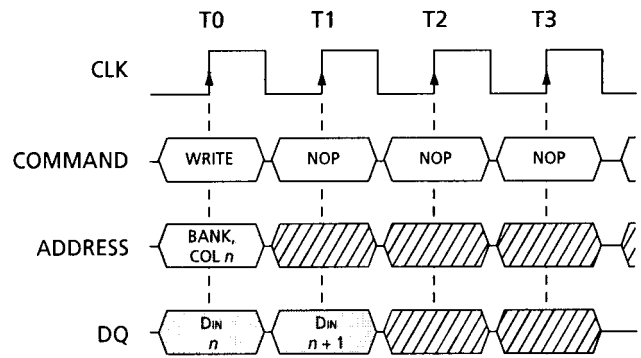 T0 T1 T2 T3
CLK
COMMAND WRITE NOP NOP NOP
ADDRESS BANK,
COL n
DQ DIN DIN
n n + 1